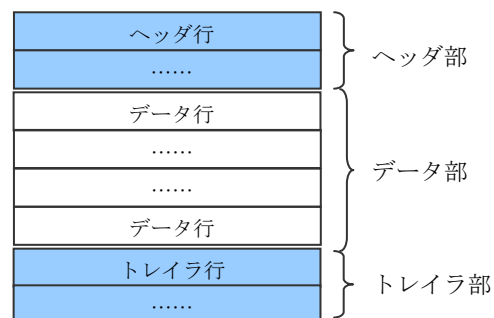 ヘッダ行
……
ヘッダ部
データ行
……
……
データ行
データ部
トレイラ行
……
トレイラ部